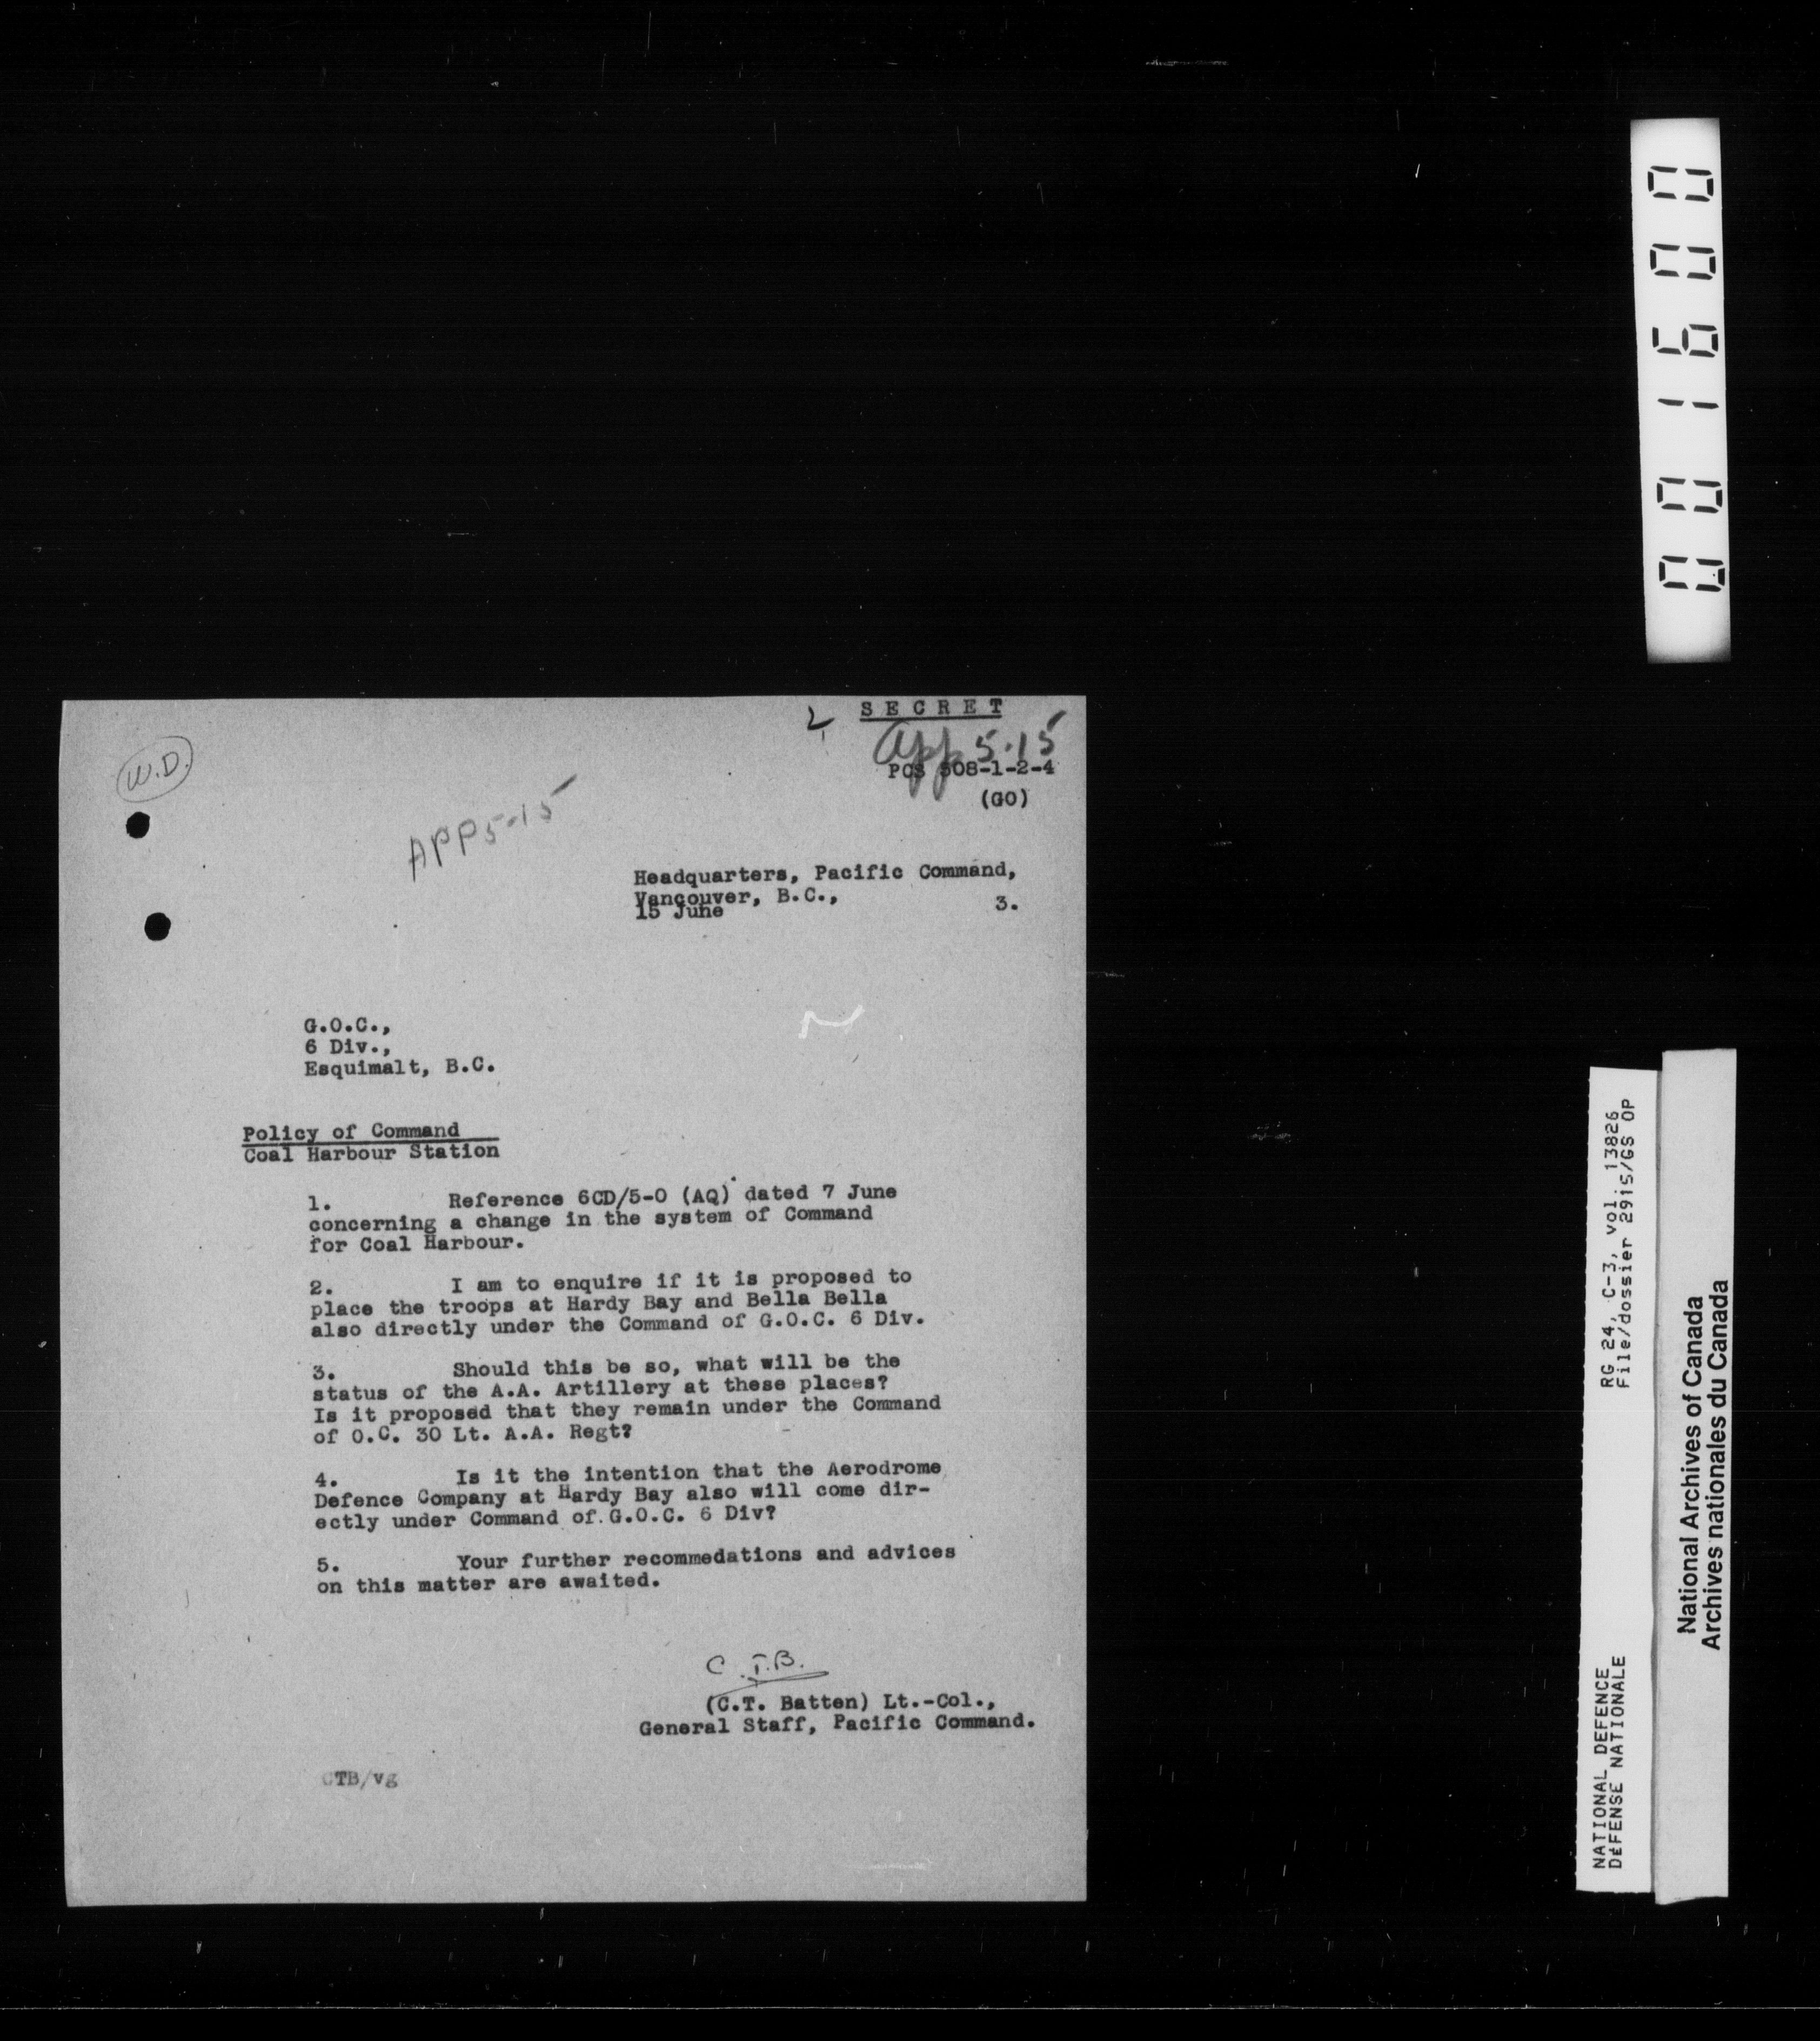 SECRET
App 5.15
PCS 508-1-2-4
(GO)
W.D.
APP 5.15
Headquarters, Pacific Command,
Vancouver, B.C.,
15 June 3.
G.O.C.,
6 Div.,
Esquimalt, B.C.
Policy of Command
Coal Harbour Station
1. Reference 6CD/5-0 (AQ) dated 7 June
concerning a change in the system of Command
for Coal Harbour.
2. I am to enquire if it is proposed to
place the troops at Hardy Bay and Bella Bella
also directly under the Command of G.O.C. 6 Div.
3. Should this be so, what will be the
status of the A.A. Artillery at these places?
Is it proposed that they remain under the Command
of O.C. 30 Lt. A.A. Regt?
4. Is it the intention that the Aerodrome
Defence Company at Hardy Bay also will come dir-
ectly under Command of G.O.C. 6 Div?
5. Your further recommedations and advices
on this matter are awaited.
C.T.B.
(C.T. Batten) Lt.-Col.,
General Staff, Pacific Command.
CTB/vg
001600
NATIONAL DEFENCE
DÉFENSE NATIONALE
RG 24, C-3, vol. 13826
File/dossier 2915/GS OP
National Archives of Canada
Archives nationales du Canada